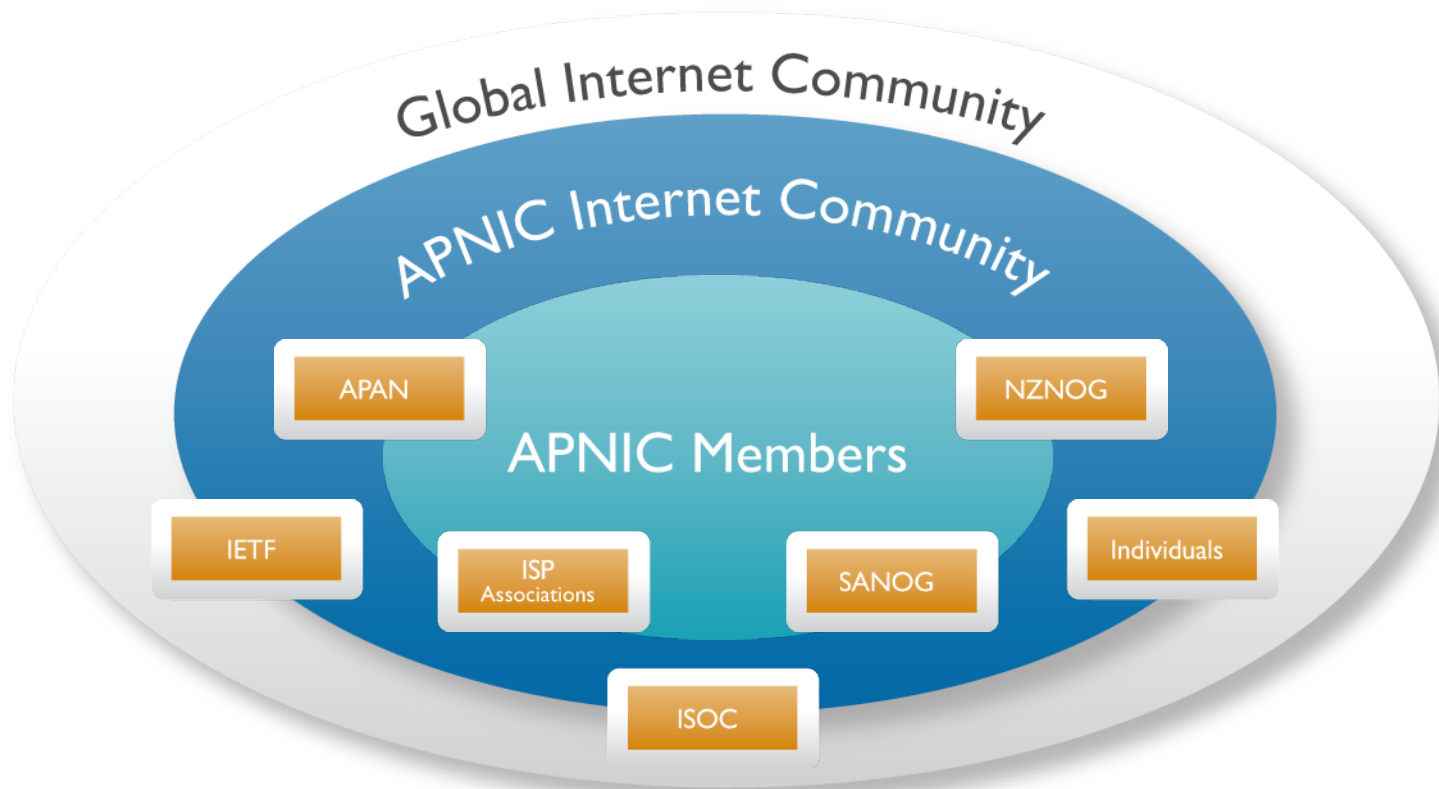 Global Internet Community
APNIC Internet Community
APAN
NZNOG
APNIC Members
IETF
ISP
Associations
SANOG
Individuals
ISOC